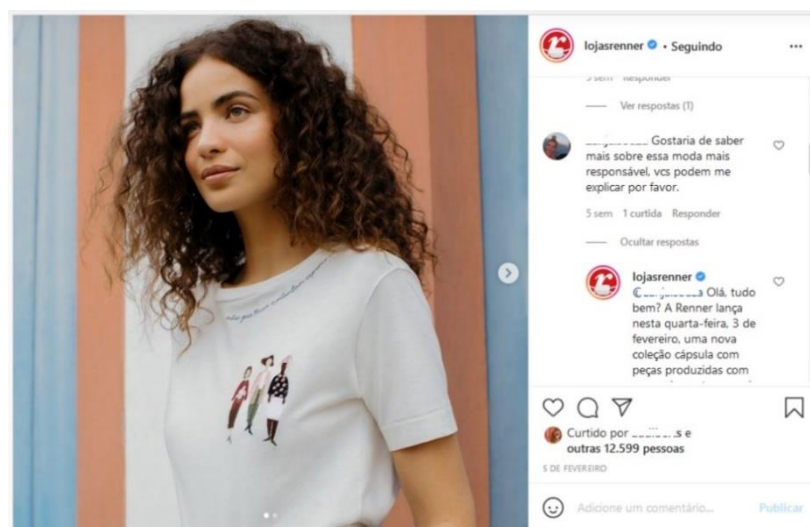 lojasrenner • Seguindo
5 sem Responder
Ver respostas (1)
Gostaria de saber
mais sobre essa moda mais
responsável, vcs podem me
explicar por favor.
5 sem 1 curtida Responder
Ocultar respostas
lojasrenner
Olá, tudo
bem? A Renner lança
nesta quarta-feira, 3 de
fevereiro, uma nova
coleção cápsula com
peças produzidas com
Curtido por e
outras 12.599 pessoas
5 DE FEVEREIRO
Adicione um comentário... Publicar